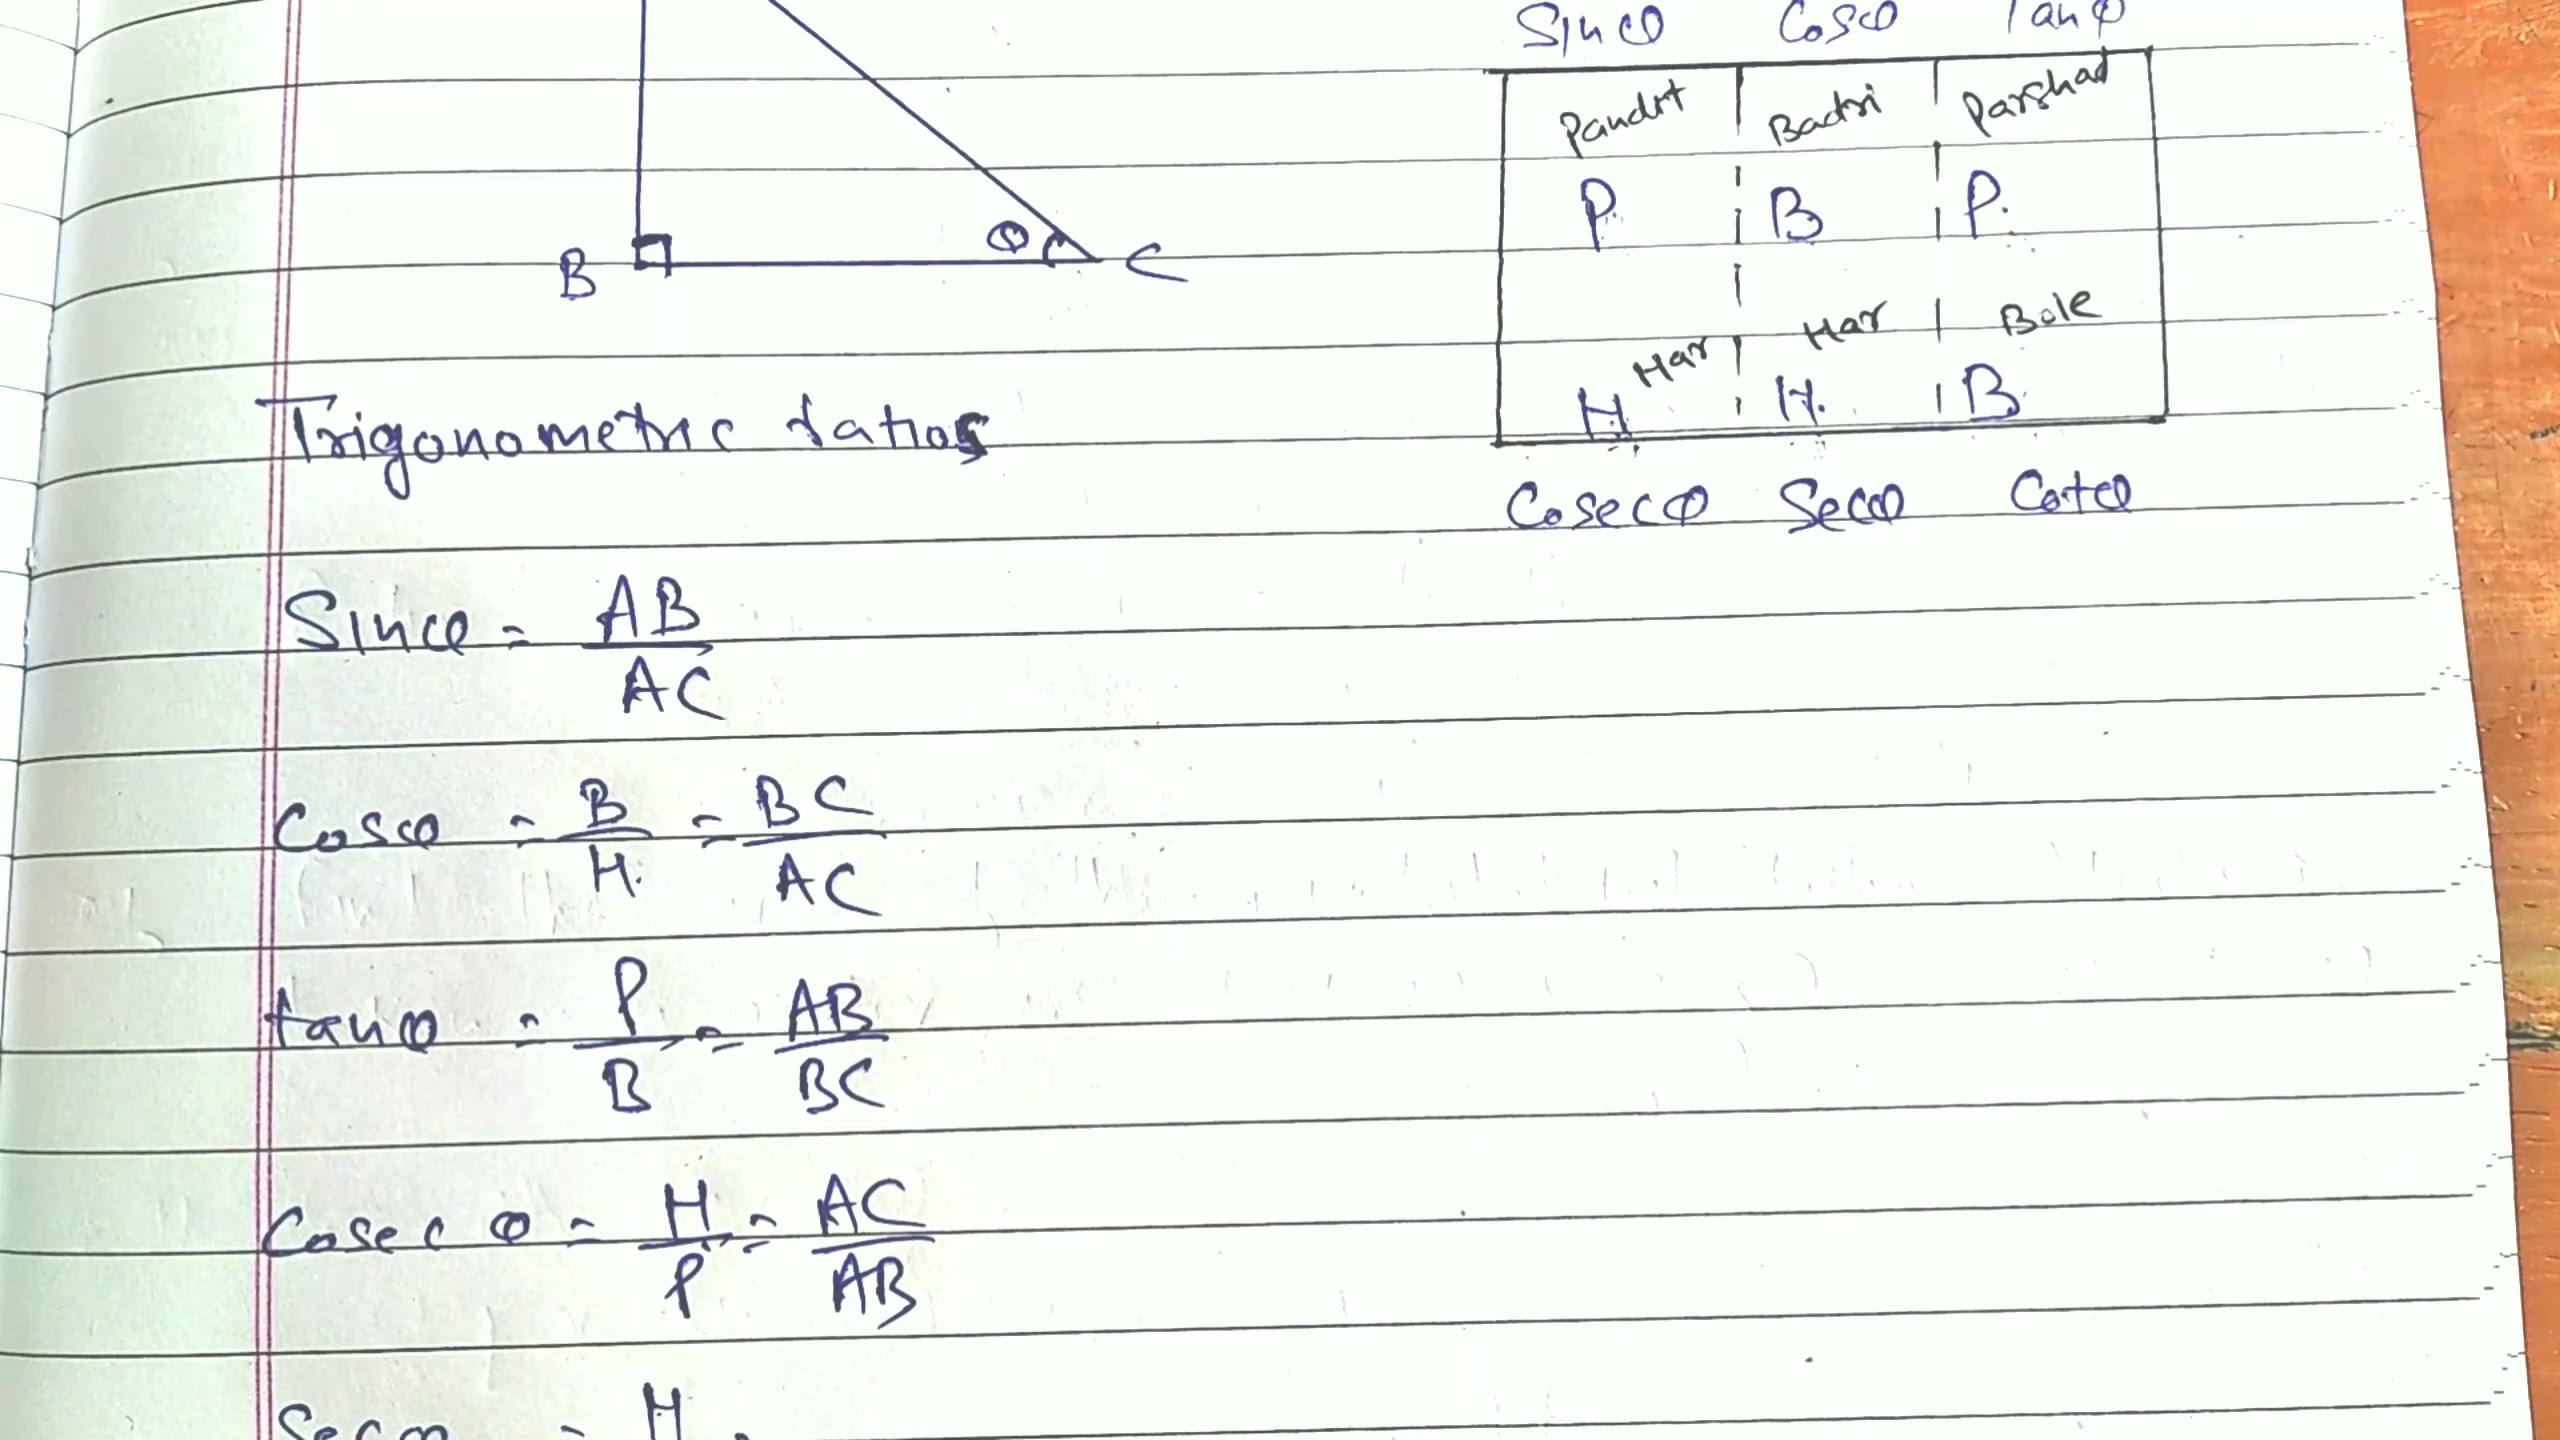 Sinθ Cosθ Tanθ
Pandit Badri Parshad
P B P.
B θ C
Har Har Bole
H H. B
Trigonometric ratios
Cosecθ Secθ Cotθ
Sinθ = AB/AC
Cosθ = B/H. = BC/AC
tanθ = P/B = AB/BC
Cosec θ = H/P = AC/AB
Secθ = H